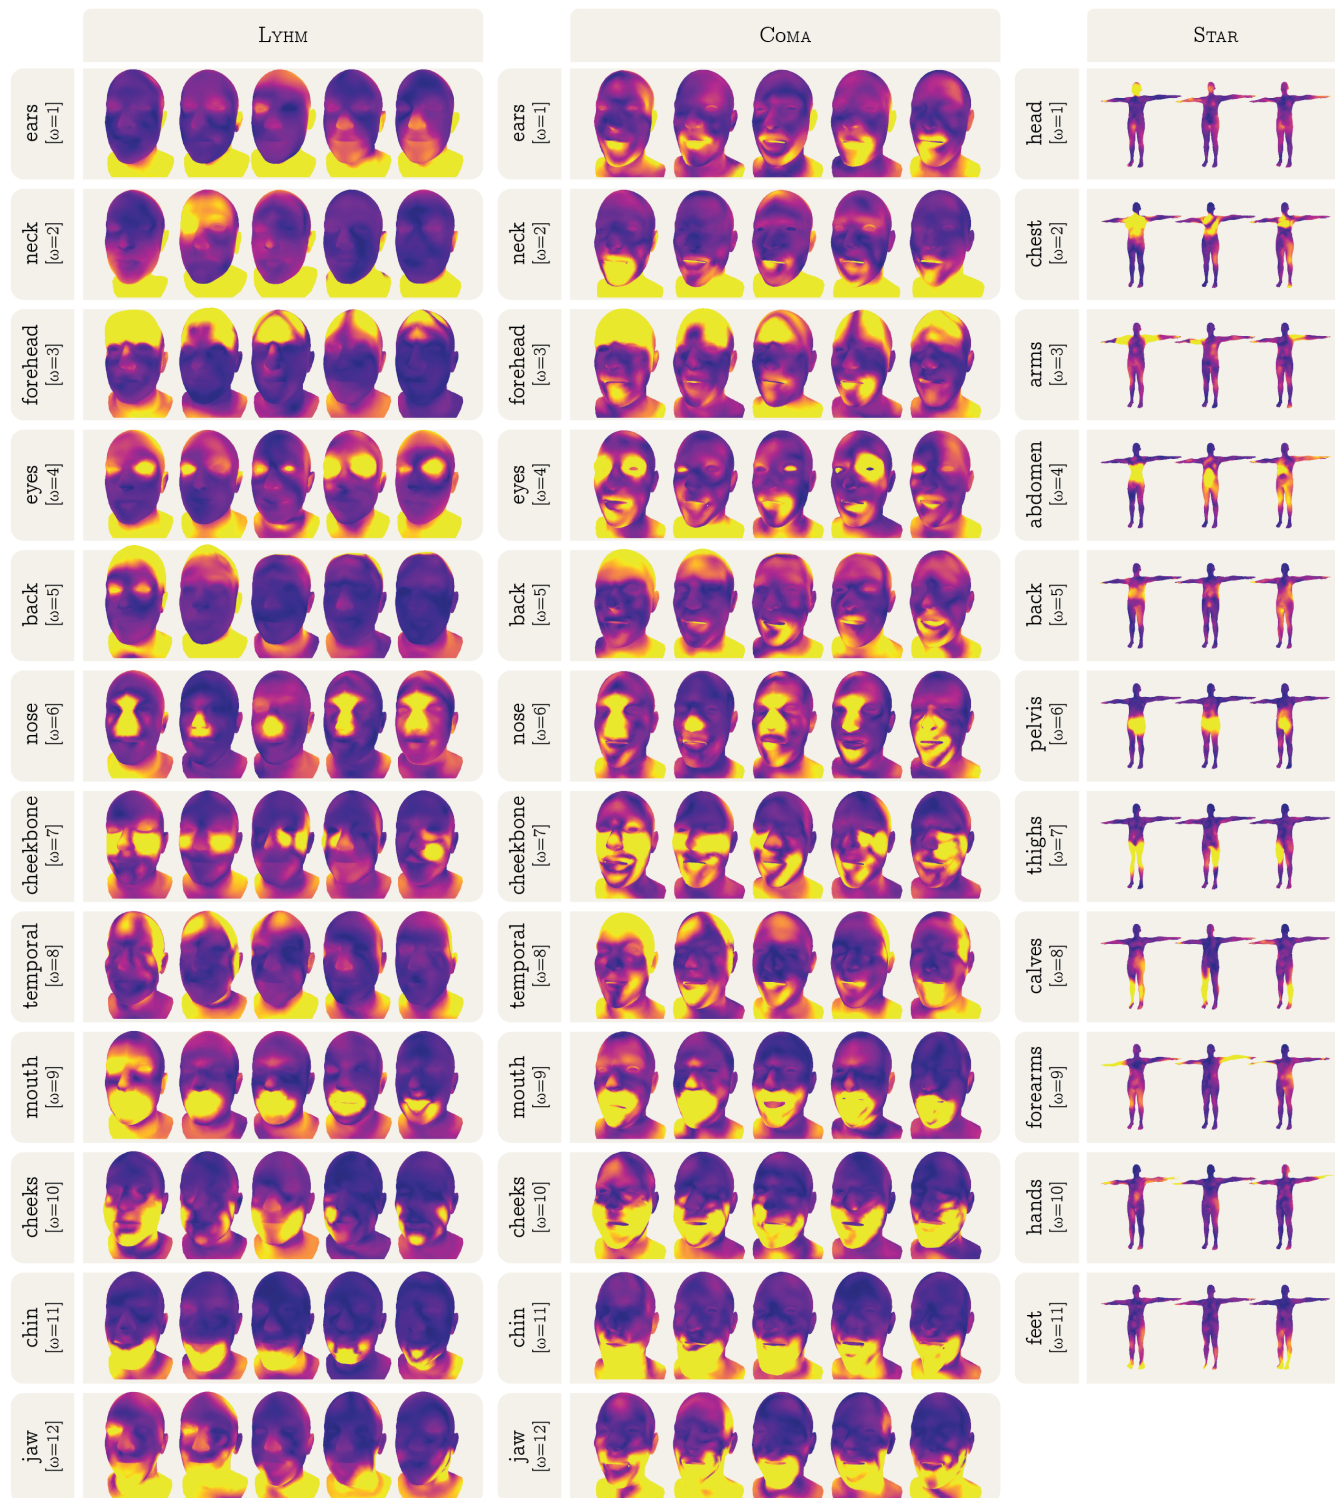 LYHM
COMA
STAR
ears
[ω=1]
ears
[ω=1]
head
[ω=1]
neck
[ω=2]
neck
[ω=2]
chest
[ω=2]
forehead
[ω=3]
forehead
[ω=3]
arms
[ω=3]
eyes
[ω=4]
eyes
[ω=4]
abdomen
[ω=4]
back
[ω=5]
back
[ω=5]
back
[ω=5]
nose
[ω=6]
nose
[ω=6]
pelvis
[ω=6]
cheekbone
[ω=7]
cheekbone
[ω=7]
thighs
[ω=7]
temporal
[ω=8]
temporal
[ω=8]
calves
[ω=8]
mouth
[ω=9]
mouth
[ω=9]
forearms
[ω=9]
cheeks
[ω=10]
cheeks
[ω=10]
hands
[ω=10]
chin
[ω=11]
chin
[ω=11]
feet
[ω=11]
jaw
[ω=12]
jaw
[ω=12]